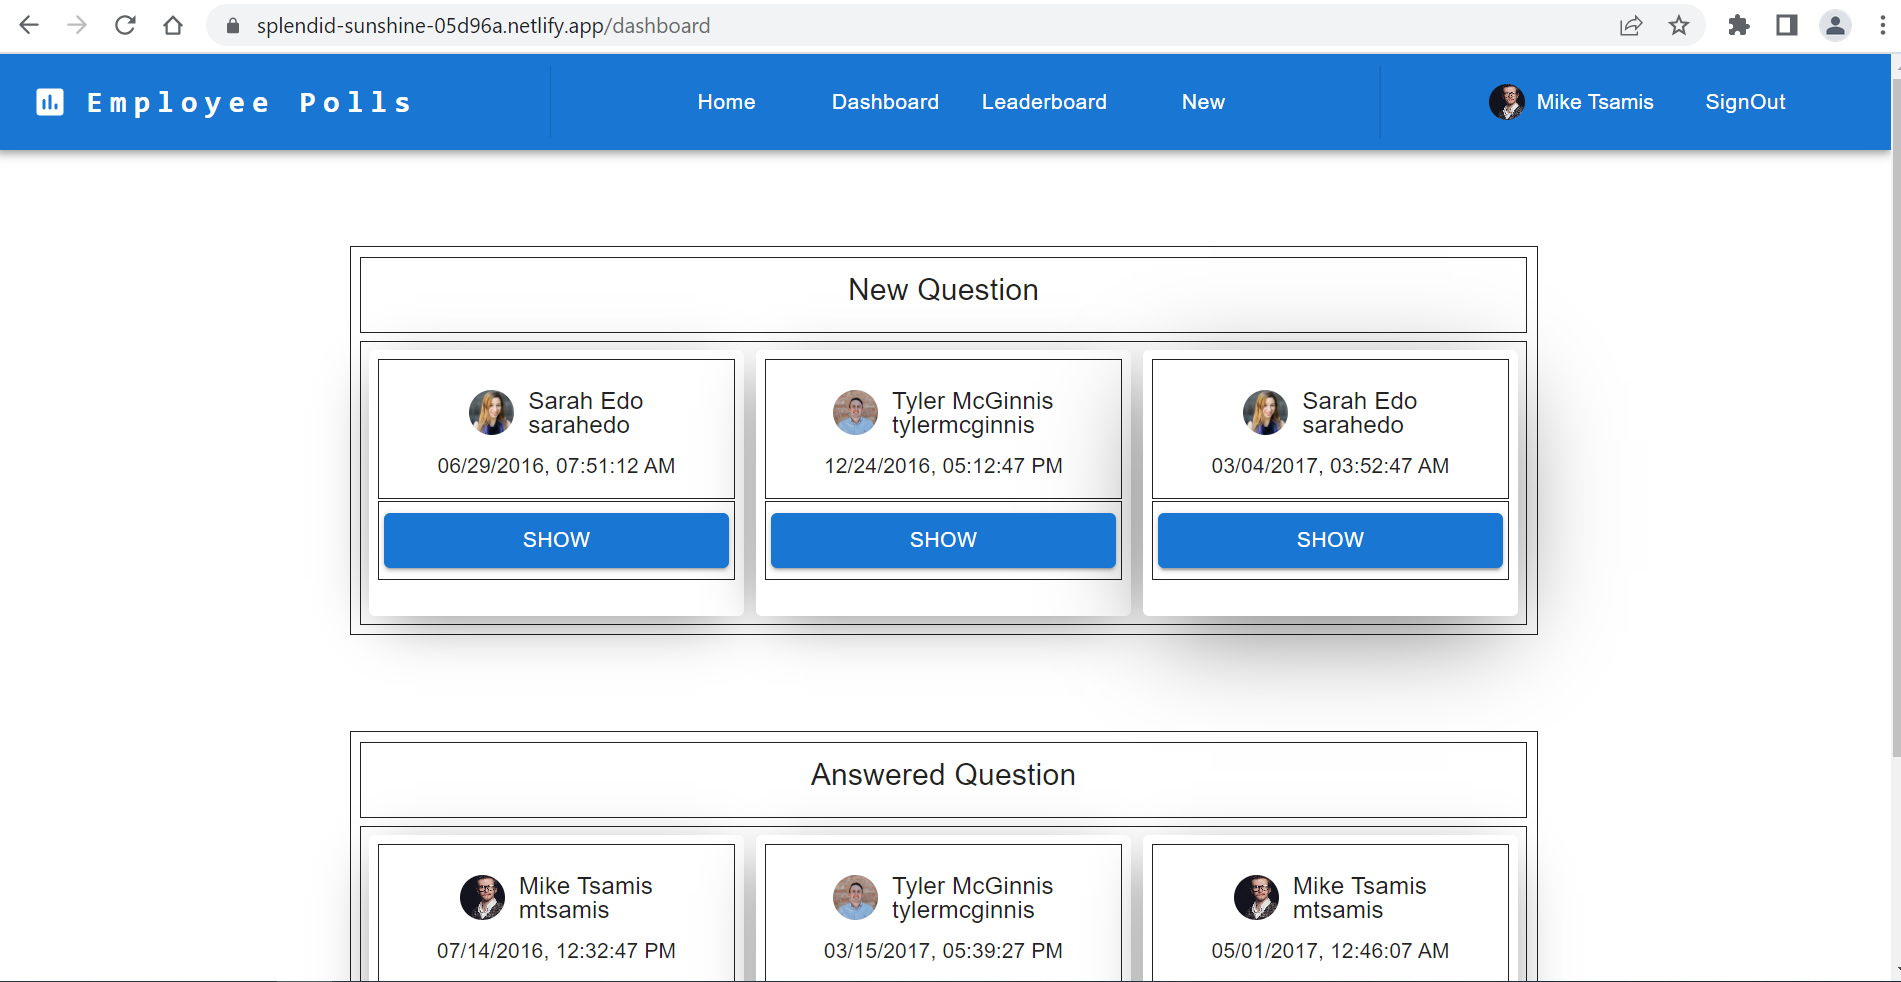 splendid-sunshine-05d96a.netlify.app/dashboard
Employee Polls
Home
Dashboard
Leaderboard
New
Mike Tsamis
SignOut
New Question
Sarah Edo
sarahedo
06/29/2016, 07:51:12 AM
SHOW
Tyler McGinnis
tylermcginnis
12/24/2016, 05:12:47 PM
SHOW
Sarah Edo
sarahedo
03/04/2017, 03:52:47 AM
SHOW
Answered Question
Mike Tsamis
mtsamis
07/14/2016, 12:32:47 PM
Tyler McGinnis
tylermcginnis
03/15/2017, 05:39:27 PM
Mike Tsamis
mtsamis
05/01/2017, 12:46:07 AM